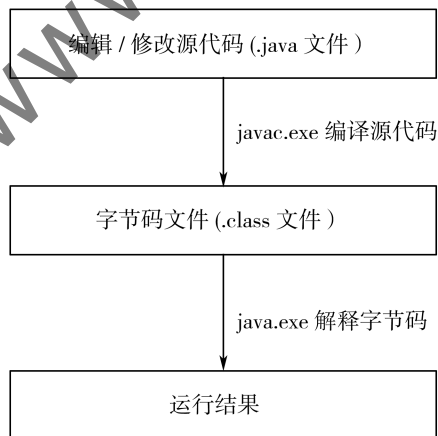 编辑 / 修改源代码 (.java 文件)
javac.exe 编译源代码
字节码文件 (.class 文件)
java.exe 解释字节码
运行结果